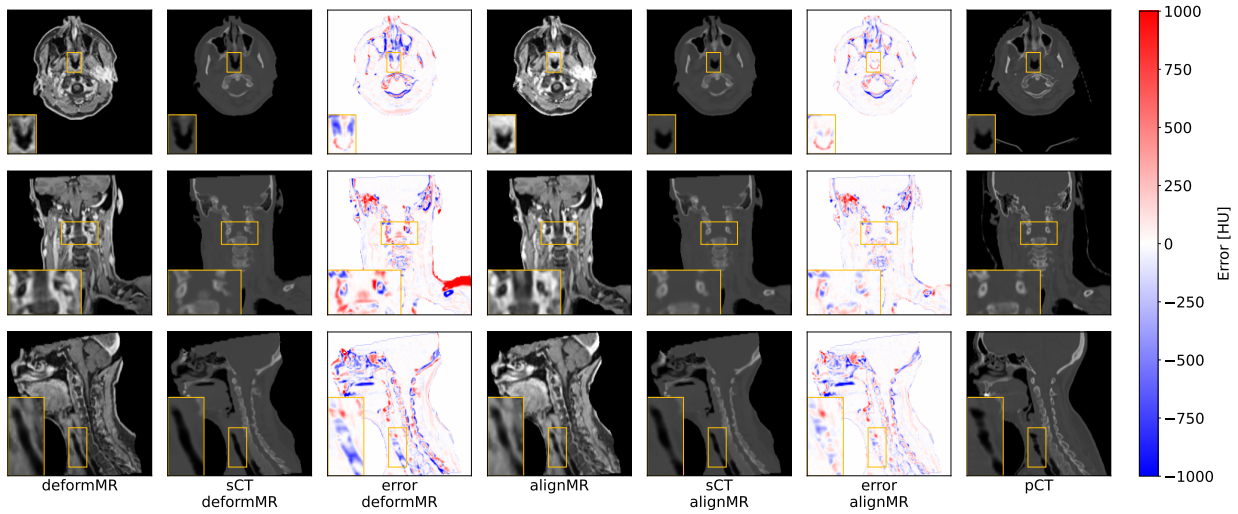 deformMR
sCT
deformMR
error
deformMR
alignMR
sCT
alignMR
error
alignMR
pCT
1000
750
500
250
0
−250
−500
−750
−1000
Error [HU]